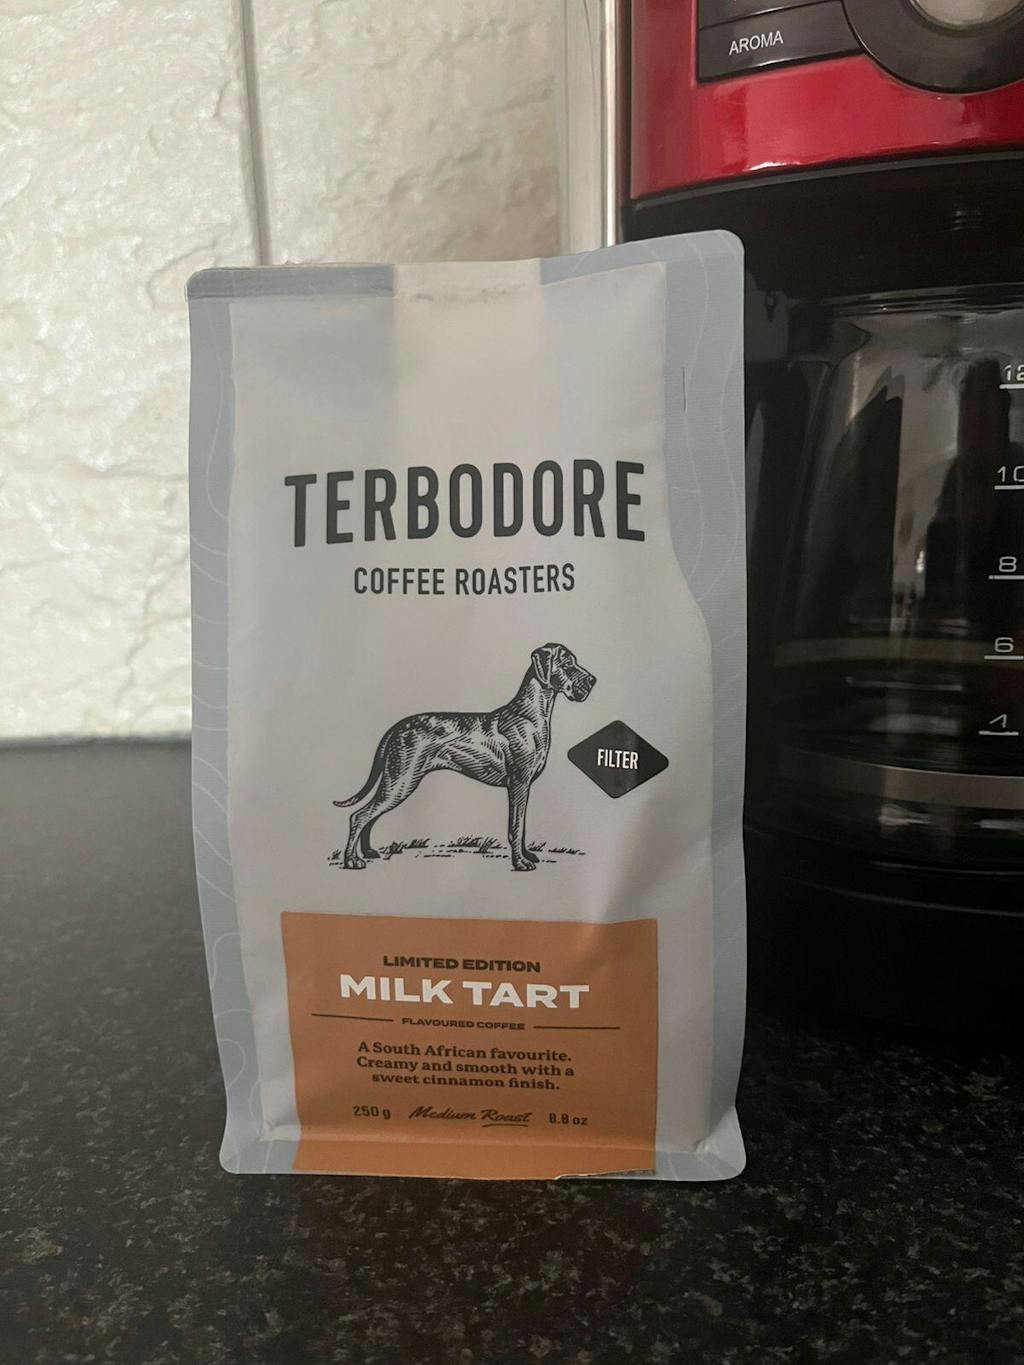 AROMA
TERBODORE
COFFEE ROASTERS
FILTER
LIMITED EDITION
MILK TART
FLAVOURED COFFEE
A South African favourite.
Creamy and smooth with a
sweet cinnamon finish.
250 g Medium Roast 8.8 oz
12
10
8
6
4